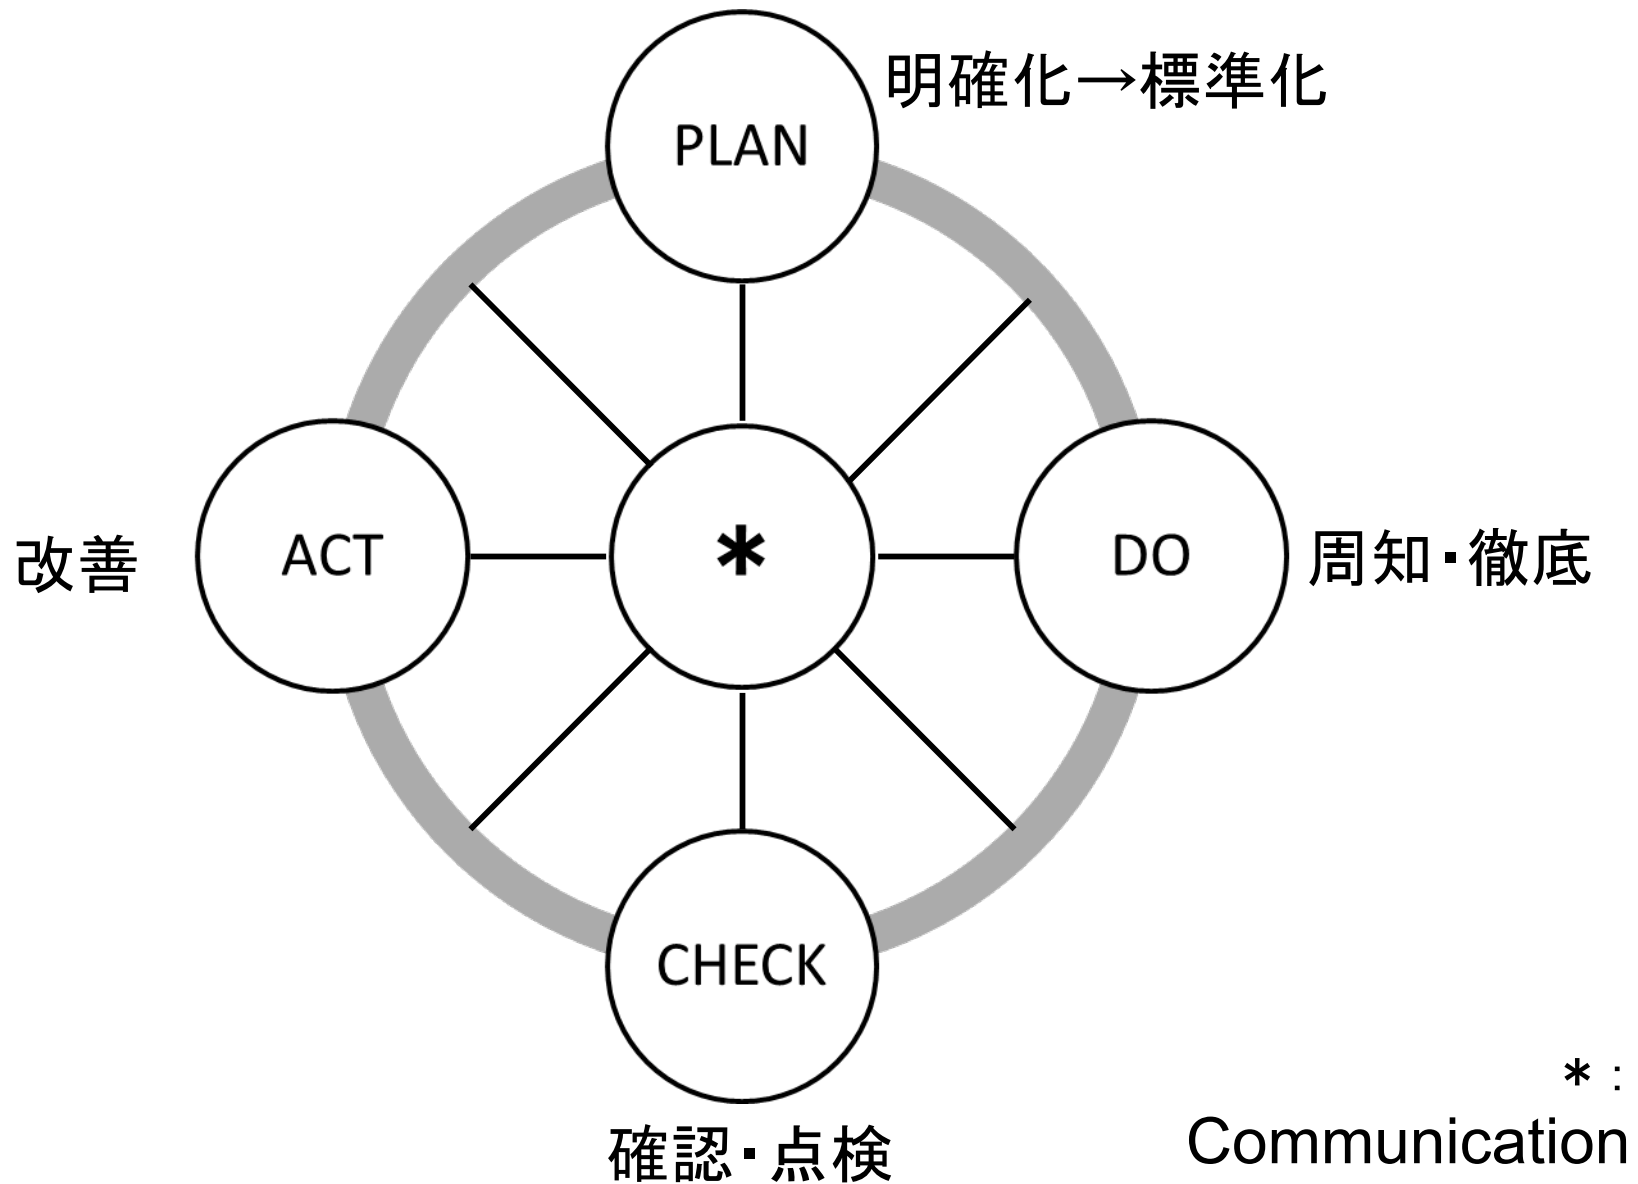 PLAN
明確化→標準化
ACT
改善
*
DO
周知・徹底
CHECK
確認・点検
*:
Communication